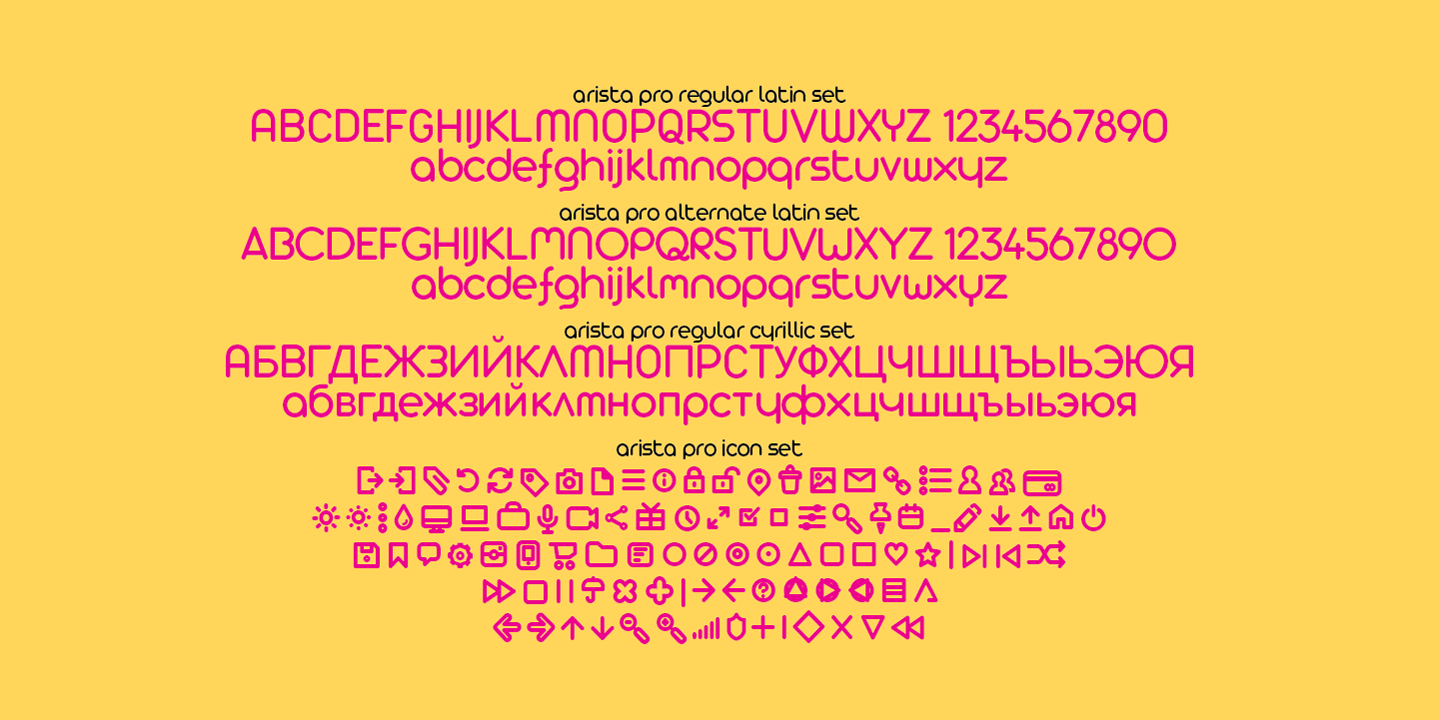 arista pro regular latin set
ABCDEFGHIJKLMNOPQRSTUVWXYZ 1234567890
abcdefghijklmnopqrstuvwxyz
arista pro alternate latin set
ABCDEFGHIJKLMNOPQRSTUVWXYZ 1234567890
abcdefghijklmnopqrstuvwxyz
arista pro regular cyrillic set
АБВГДЕЖЗИЙКЛМНОПРСТУФХЦЧШЩЪЫЬЭЮЯ
абвгдежзийклмнопрстуфхцчшщъыьэюя
arista pro icon set